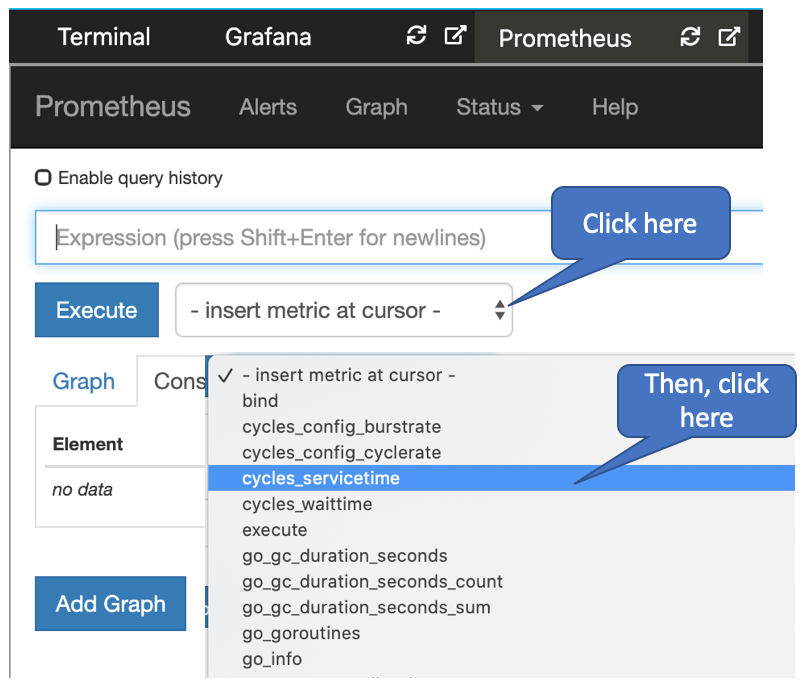 Terminal Grafana Prometheus
Prometheus Alerts Graph Status Help
Enable query history
Click here
Expression (press Shift+Enter for newlines)
Execute - insert metric at cursor -
Graph Cons
- insert metric at cursor -
Then, click
here
bind
cycles_config_burstrate
Element
cycles_config_cyclerate
cycles_servicetime
no data
cycles_waittime
execute
go_gc_duration_seconds
go_gc_duration_seconds_count
Add Graph
go_gc_duration_seconds_sum
go_goroutines
go_info